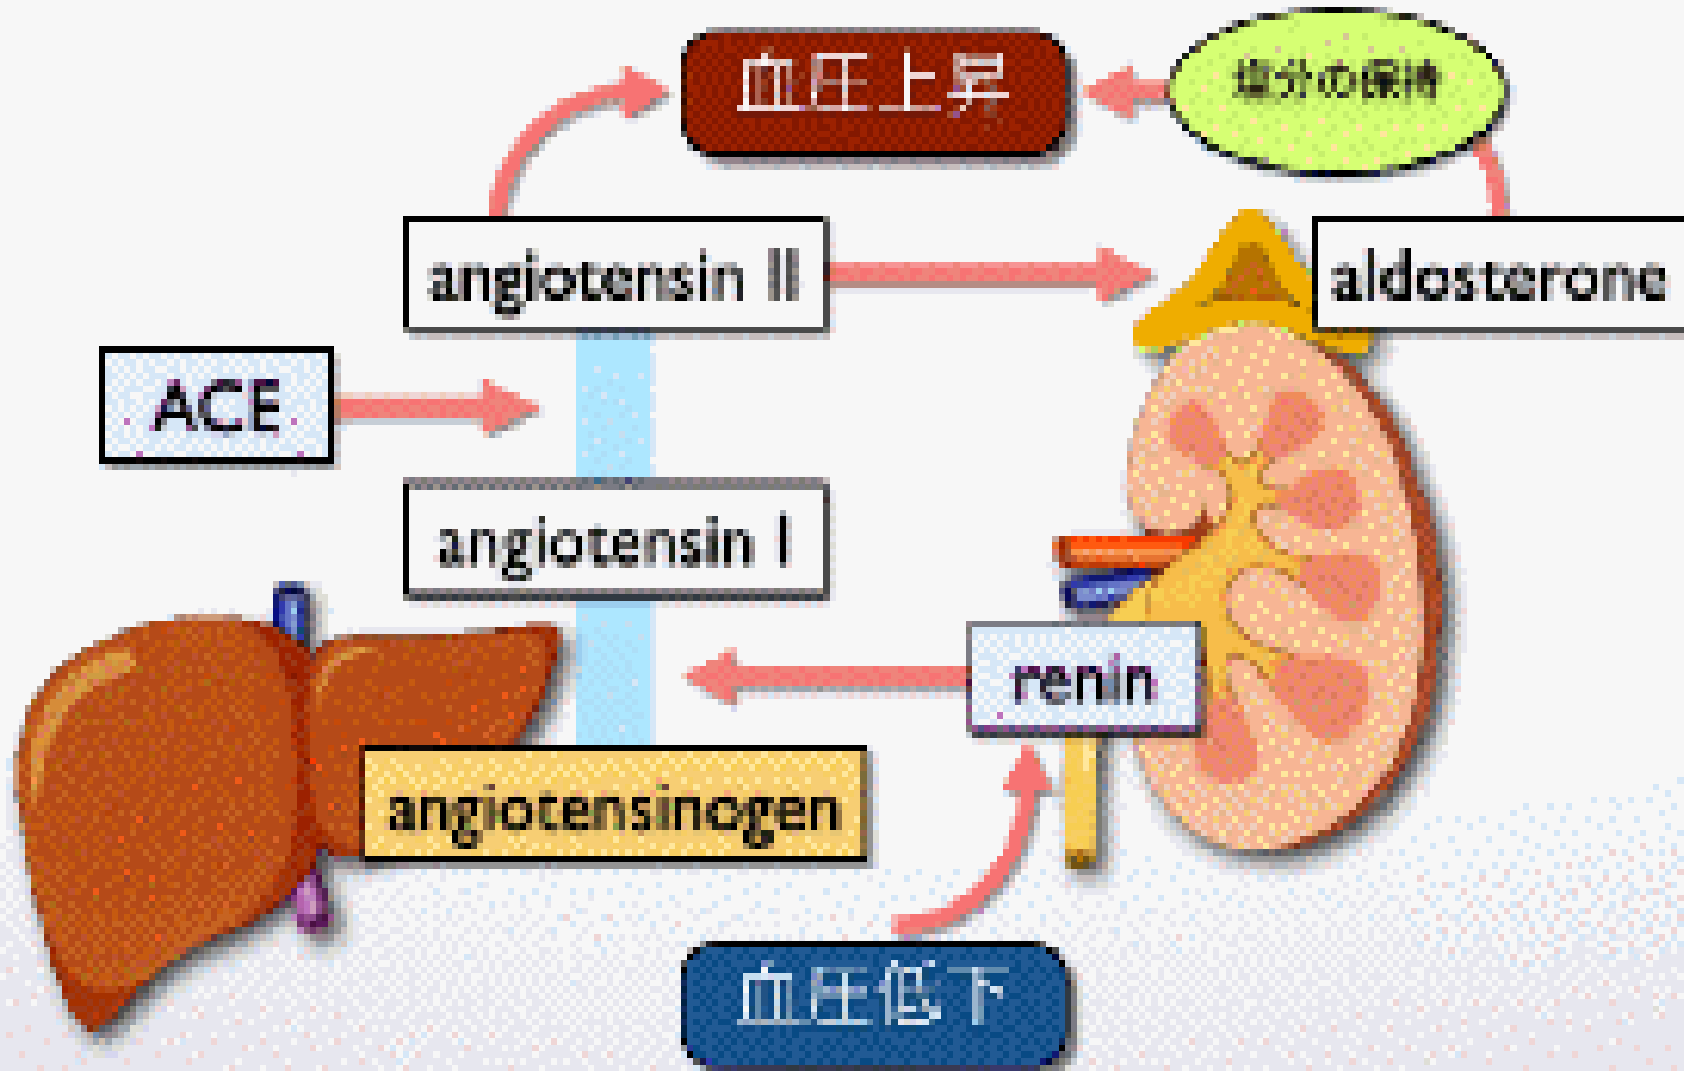 血圧上昇
塩分の保持
angiotensin II
aldosterone
ACE
angiotensin I
renin
angiotensinogen
血圧低下